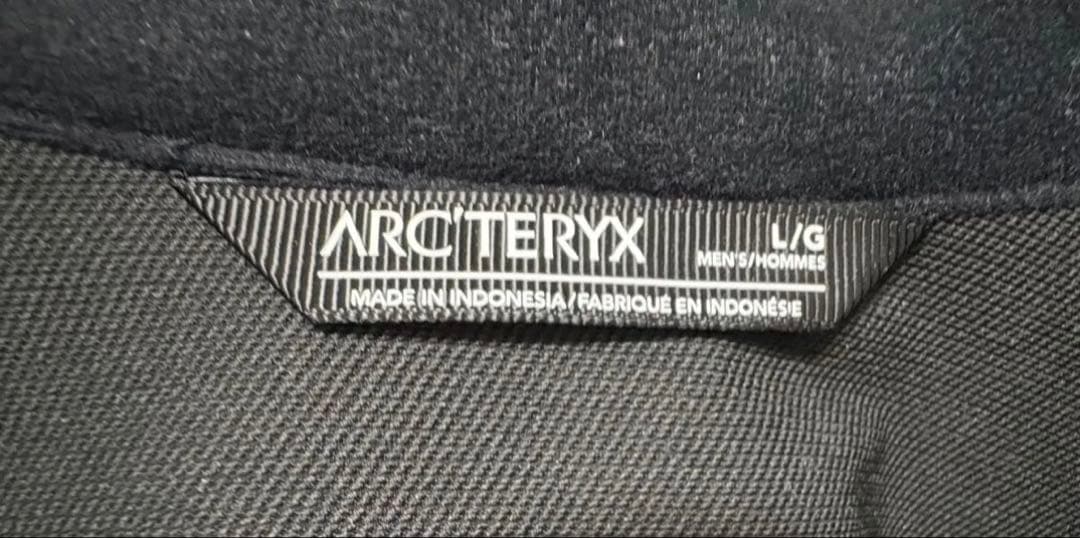 ARC'TERYX
L/G
MEN'S/HOMMES
MADE IN INDONESIA/FABRIQUÉ EN INDONÉSIE